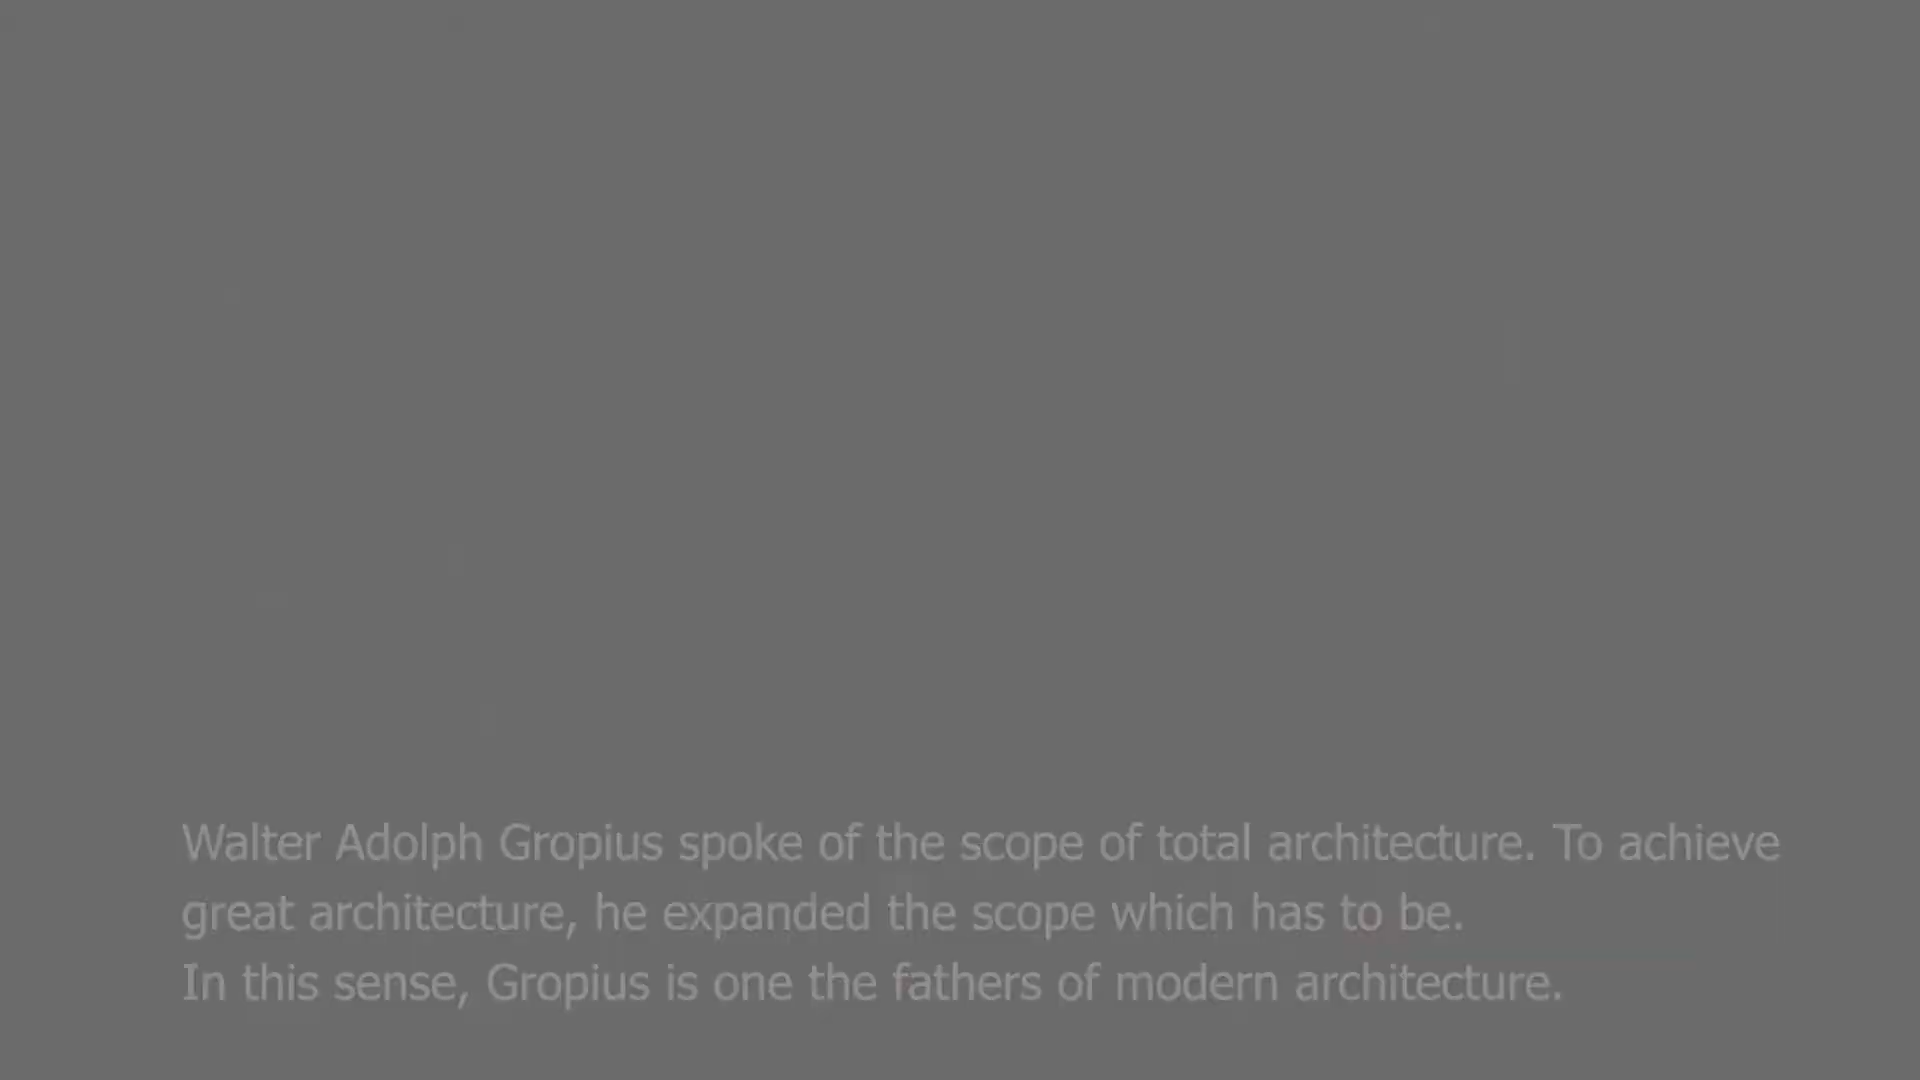 Walter Adolph Gropius spoke of the scope of total architecture. To achieve
great architecture, he expanded the scope which has to be.
In this sense, Gropius is one the fathers of modern architecture.